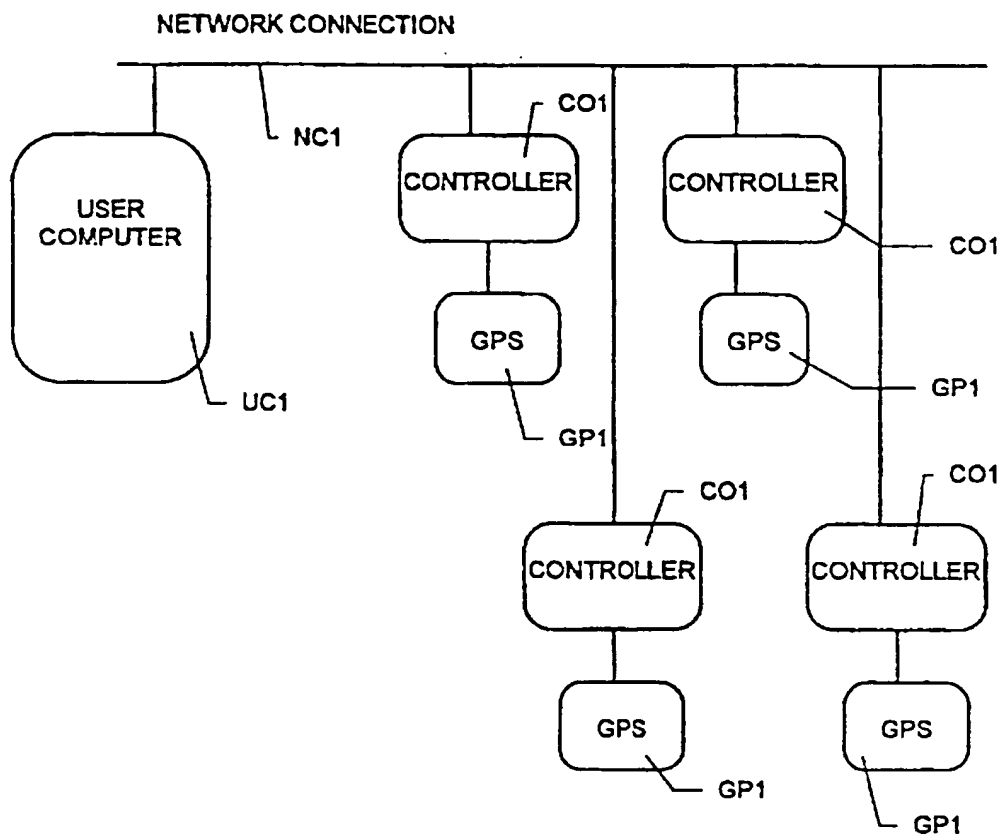 NETWORK CONNECTION
NC1
CO1
USER
COMPUTER
CONTROLLER
CONTROLLER
CO1
GPS
GPS
UC1
GP1
GP1
CO1
CO1
CONTROLLER
CONTROLLER
GPS
GPS
GP1
GP1